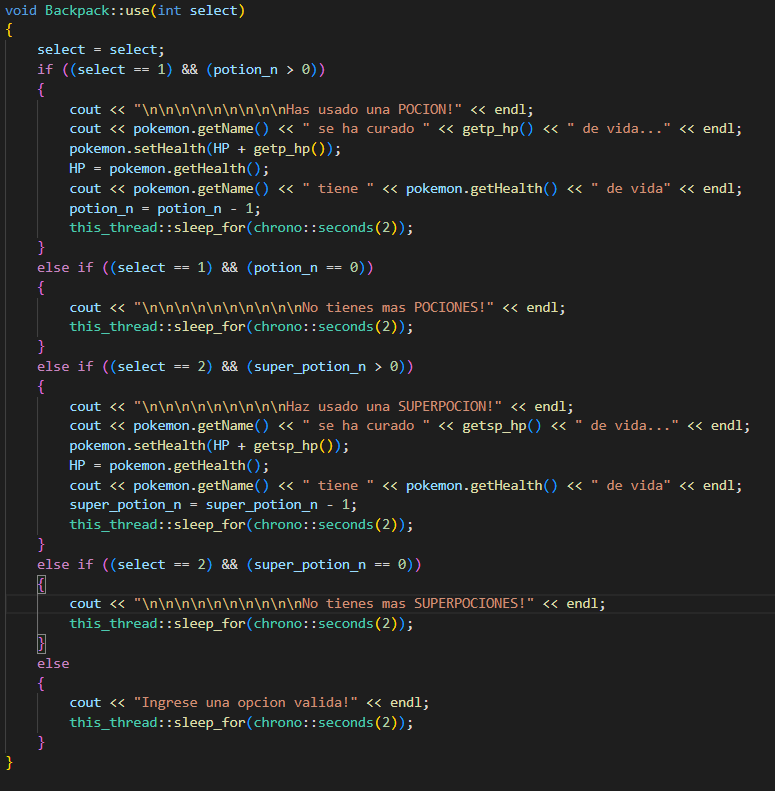 void Backpack::use(int select)
{
    select = select;
    if ((select == 1) && (potion_n > 0))
    {
        cout << "\n\n\n\n\n\n\n\n\nHas usado una POCION!" << endl;
        cout << pokemon.getName() << " se ha curado " << getp_hp() << " de vida..." << endl;
        pokemon.setHealth(HP + getp_hp());
        HP = pokemon.getHealth();
        cout << pokemon.getName() << " tiene " << pokemon.getHealth() << " de vida" << endl;
        potion_n = potion_n - 1;
        this_thread::sleep_for(chrono::seconds(2));
    }
    else if ((select == 1) && (potion_n == 0))
    {
        cout << "\n\n\n\n\n\n\n\n\n\nNo tienes mas POCIONES!" << endl;
        this_thread::sleep_for(chrono::seconds(2));
    }
    else if ((select == 2) && (super_potion_n > 0))
    {
        cout << "\n\n\n\n\n\n\n\n\nHaz usado una SUPERPOCION!" << endl;
        cout << pokemon.getName() << " se ha curado " << getsp_hp() << " de vida..." << endl;
        pokemon.setHealth(HP + getsp_hp());
        HP = pokemon.getHealth();
        cout << pokemon.getName() << " tiene " << pokemon.getHealth() << " de vida" << endl;
        super_potion_n = super_potion_n - 1;
        this_thread::sleep_for(chrono::seconds(2));
    }
    else if ((select == 2) && (super_potion_n == 0))
    {
        cout << "\n\n\n\n\n\n\n\n\n\nNo tienes mas SUPERPOCIONES!" << endl;
        this_thread::sleep_for(chrono::seconds(2));
    }
    else
    {
        cout << "Ingrese una opcion valida!" << endl;
        this_thread::sleep_for(chrono::seconds(2));
    }
}